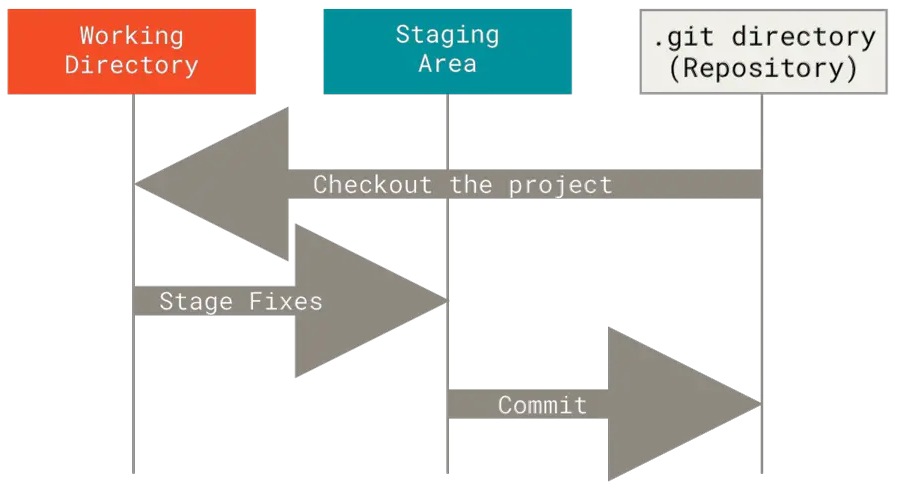 Working
Directory
Staging
Area
.git directory
(Repository)
Checkout the project
Stage Fixes
Commit